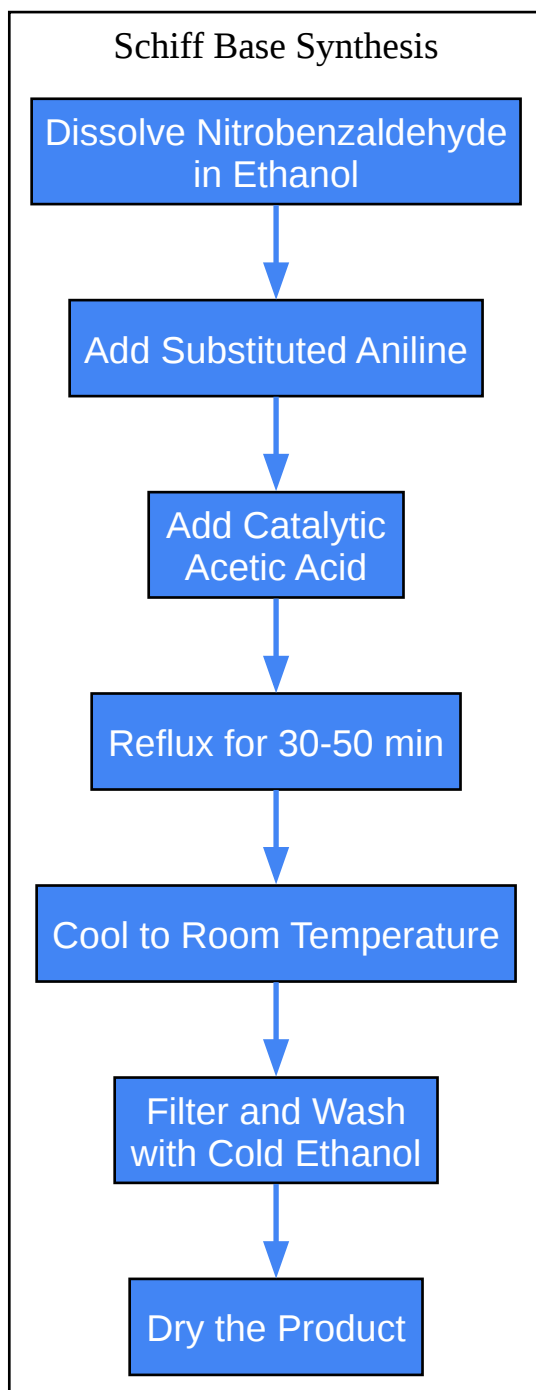 Schiff Base Synthesis
Dissolve Nitrobenzaldehyde
in Ethanol
Add Substituted Aniline
Add Catalytic
Acetic Acid
Reflux for 30-50 min
Cool to Room Temperature
Filter and Wash
with Cold Ethanol
Dry the Product